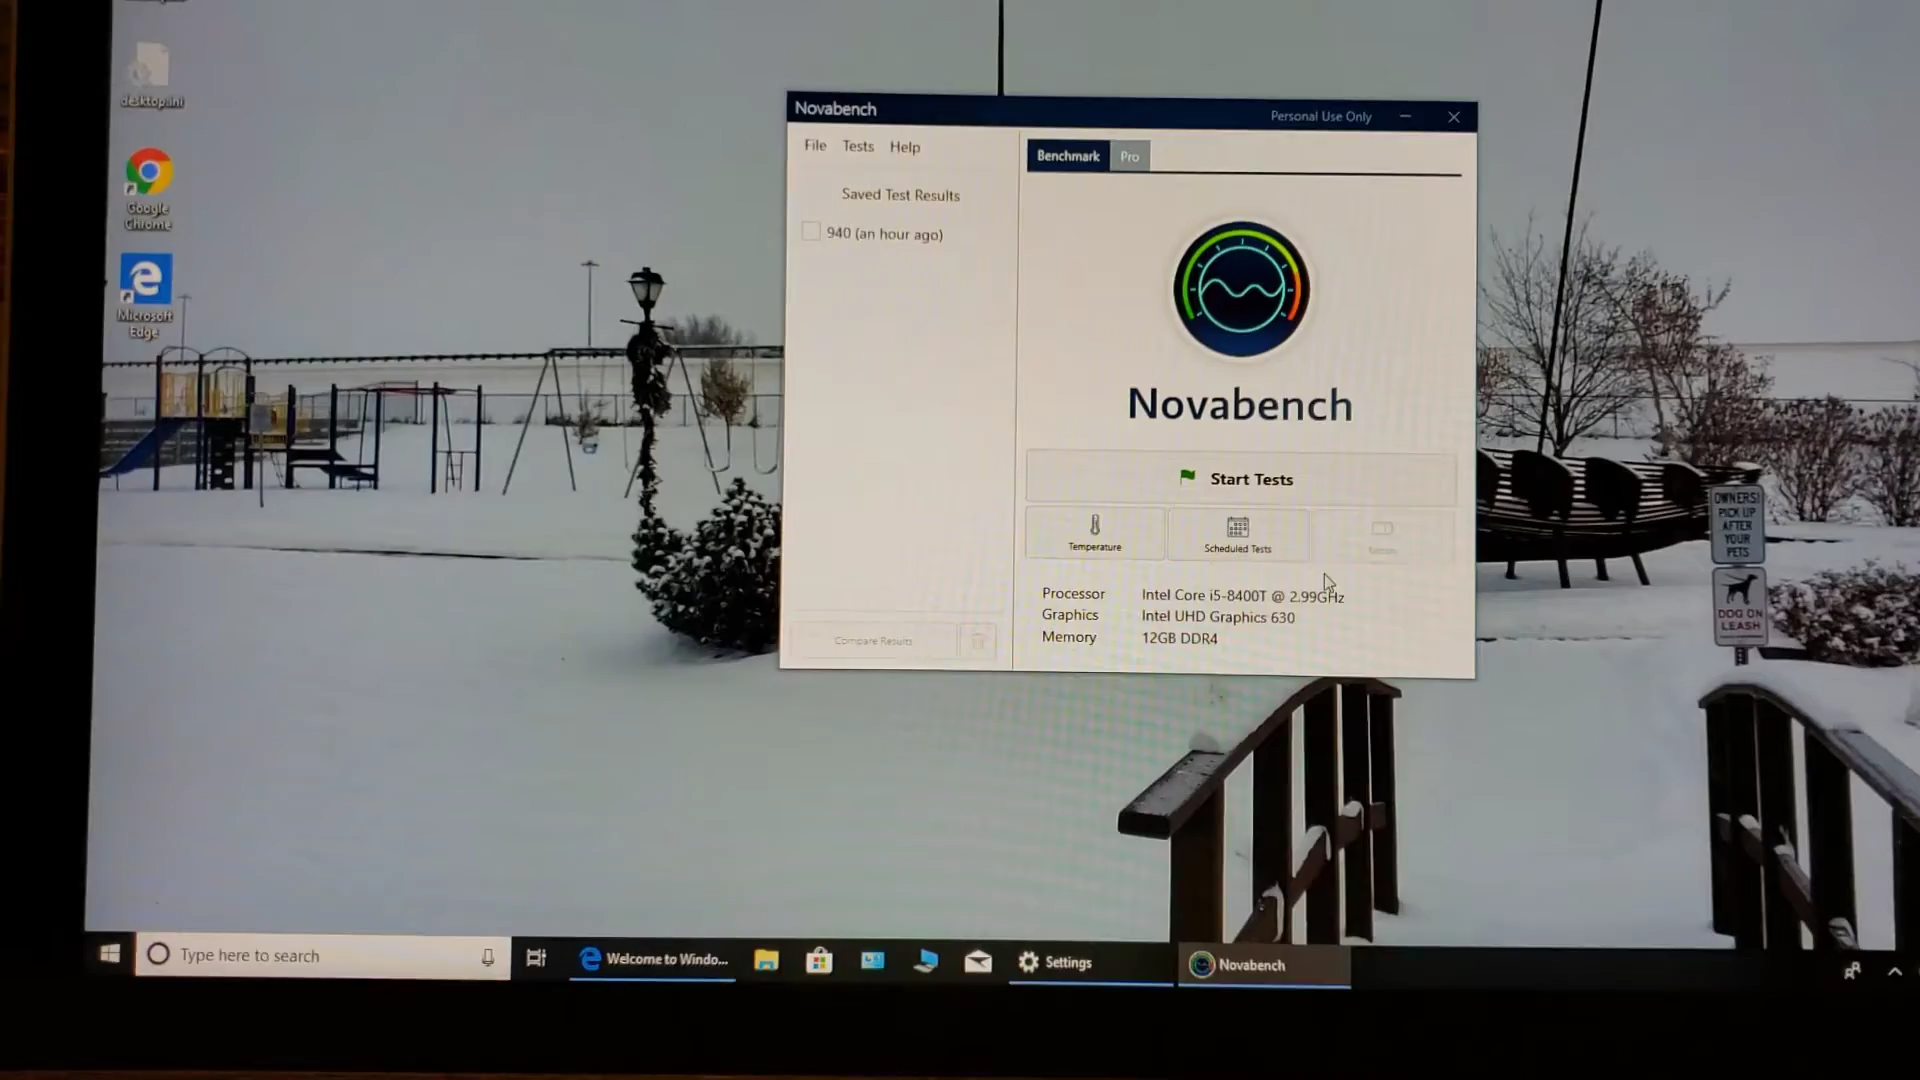 desktop.ini
Google
Chrome
Microsoft
Edge
Novabench
Personal Use Only
File Tests Help
Saved Test Results
940 (an hour ago)
Compare Results
Benchmark Pro
Novabench
Start Tests
Temperature
Scheduled Tests
Processor Intel Core i5-8400T @ 2.99GHz
Graphics Intel UHD Graphics 630
Memory 12GB DDR4
OWNERS!
PICK UP
AFTER
YOUR
PETS
DOG ON
LEASH
Type here to search
Welcome to Windo...
Settings
Novabench